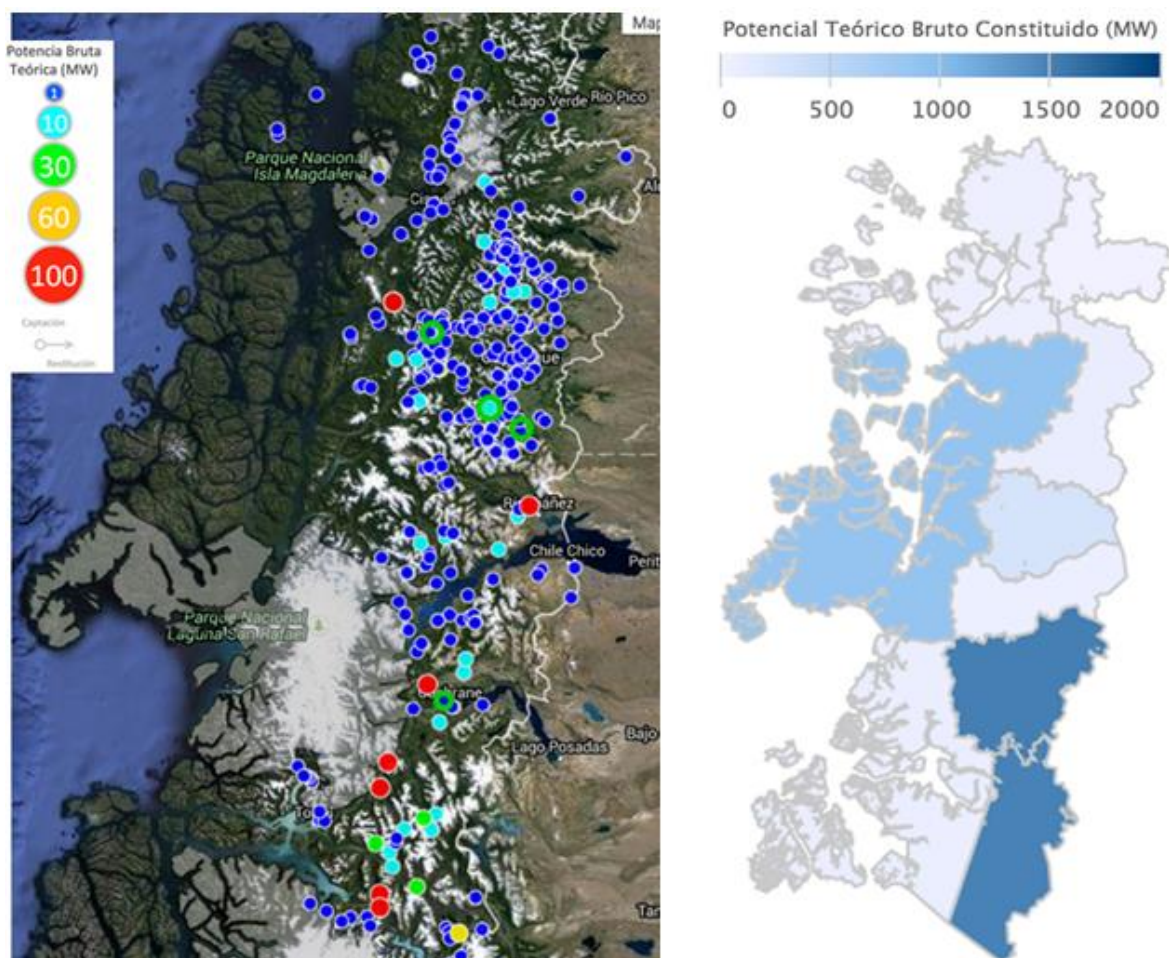 Potencia Bruta
Teórica (MW)
1
10
30
60
100
Captación
Restitución
Map
Lago Verde
Rio Pico
Parque Nacional
Isla Magdalena
Chile Chico
Parque Nacional
Laguna San Rafael
Lago Posadas
Bajo
Potencial Teórico Bruto Constituido (MW)
0
500
1000
1500
2000